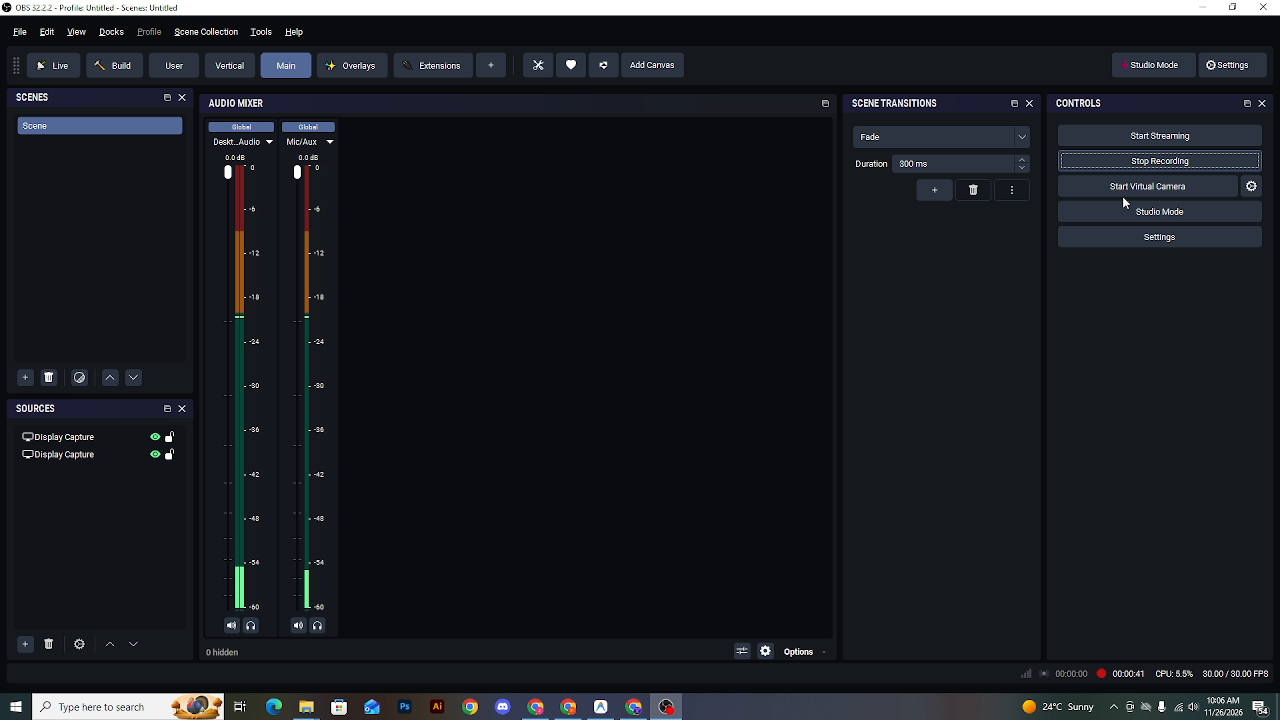 OBS 32.2.2 - Profile: Untitled - Scenes: Untitled
File Edit View Docks Profile Scene Collection Tools Help
Live Build User Vertical Main Overlays Extensions + Add Canvas Studio Mode Settings
SCENES
Scene
SOURCES
Display Capture
Display Capture
AUDIO MIXER
Global Global
Deskt...Audio Mic/Aux
0.0 dB 0.0 dB
0 0
-6 -6
-12 -12
-18 -18
-24 -24
-30 -30
-36 -36
-42 -42
-48 -48
-54 -54
-60 -60
0 hidden
Options
SCENE TRANSITIONS
Fade
Duration 300 ms
CONTROLS
Start Streaming
Stop Recording
Start Virtual Camera
Studio Mode
Settings
00:00:00 00:00:41 CPU: 5.5% 30.00 / 30.00 FPS
Type here to search
Ps Ai
24°C Sunny
10:06 AM
11/26/2026